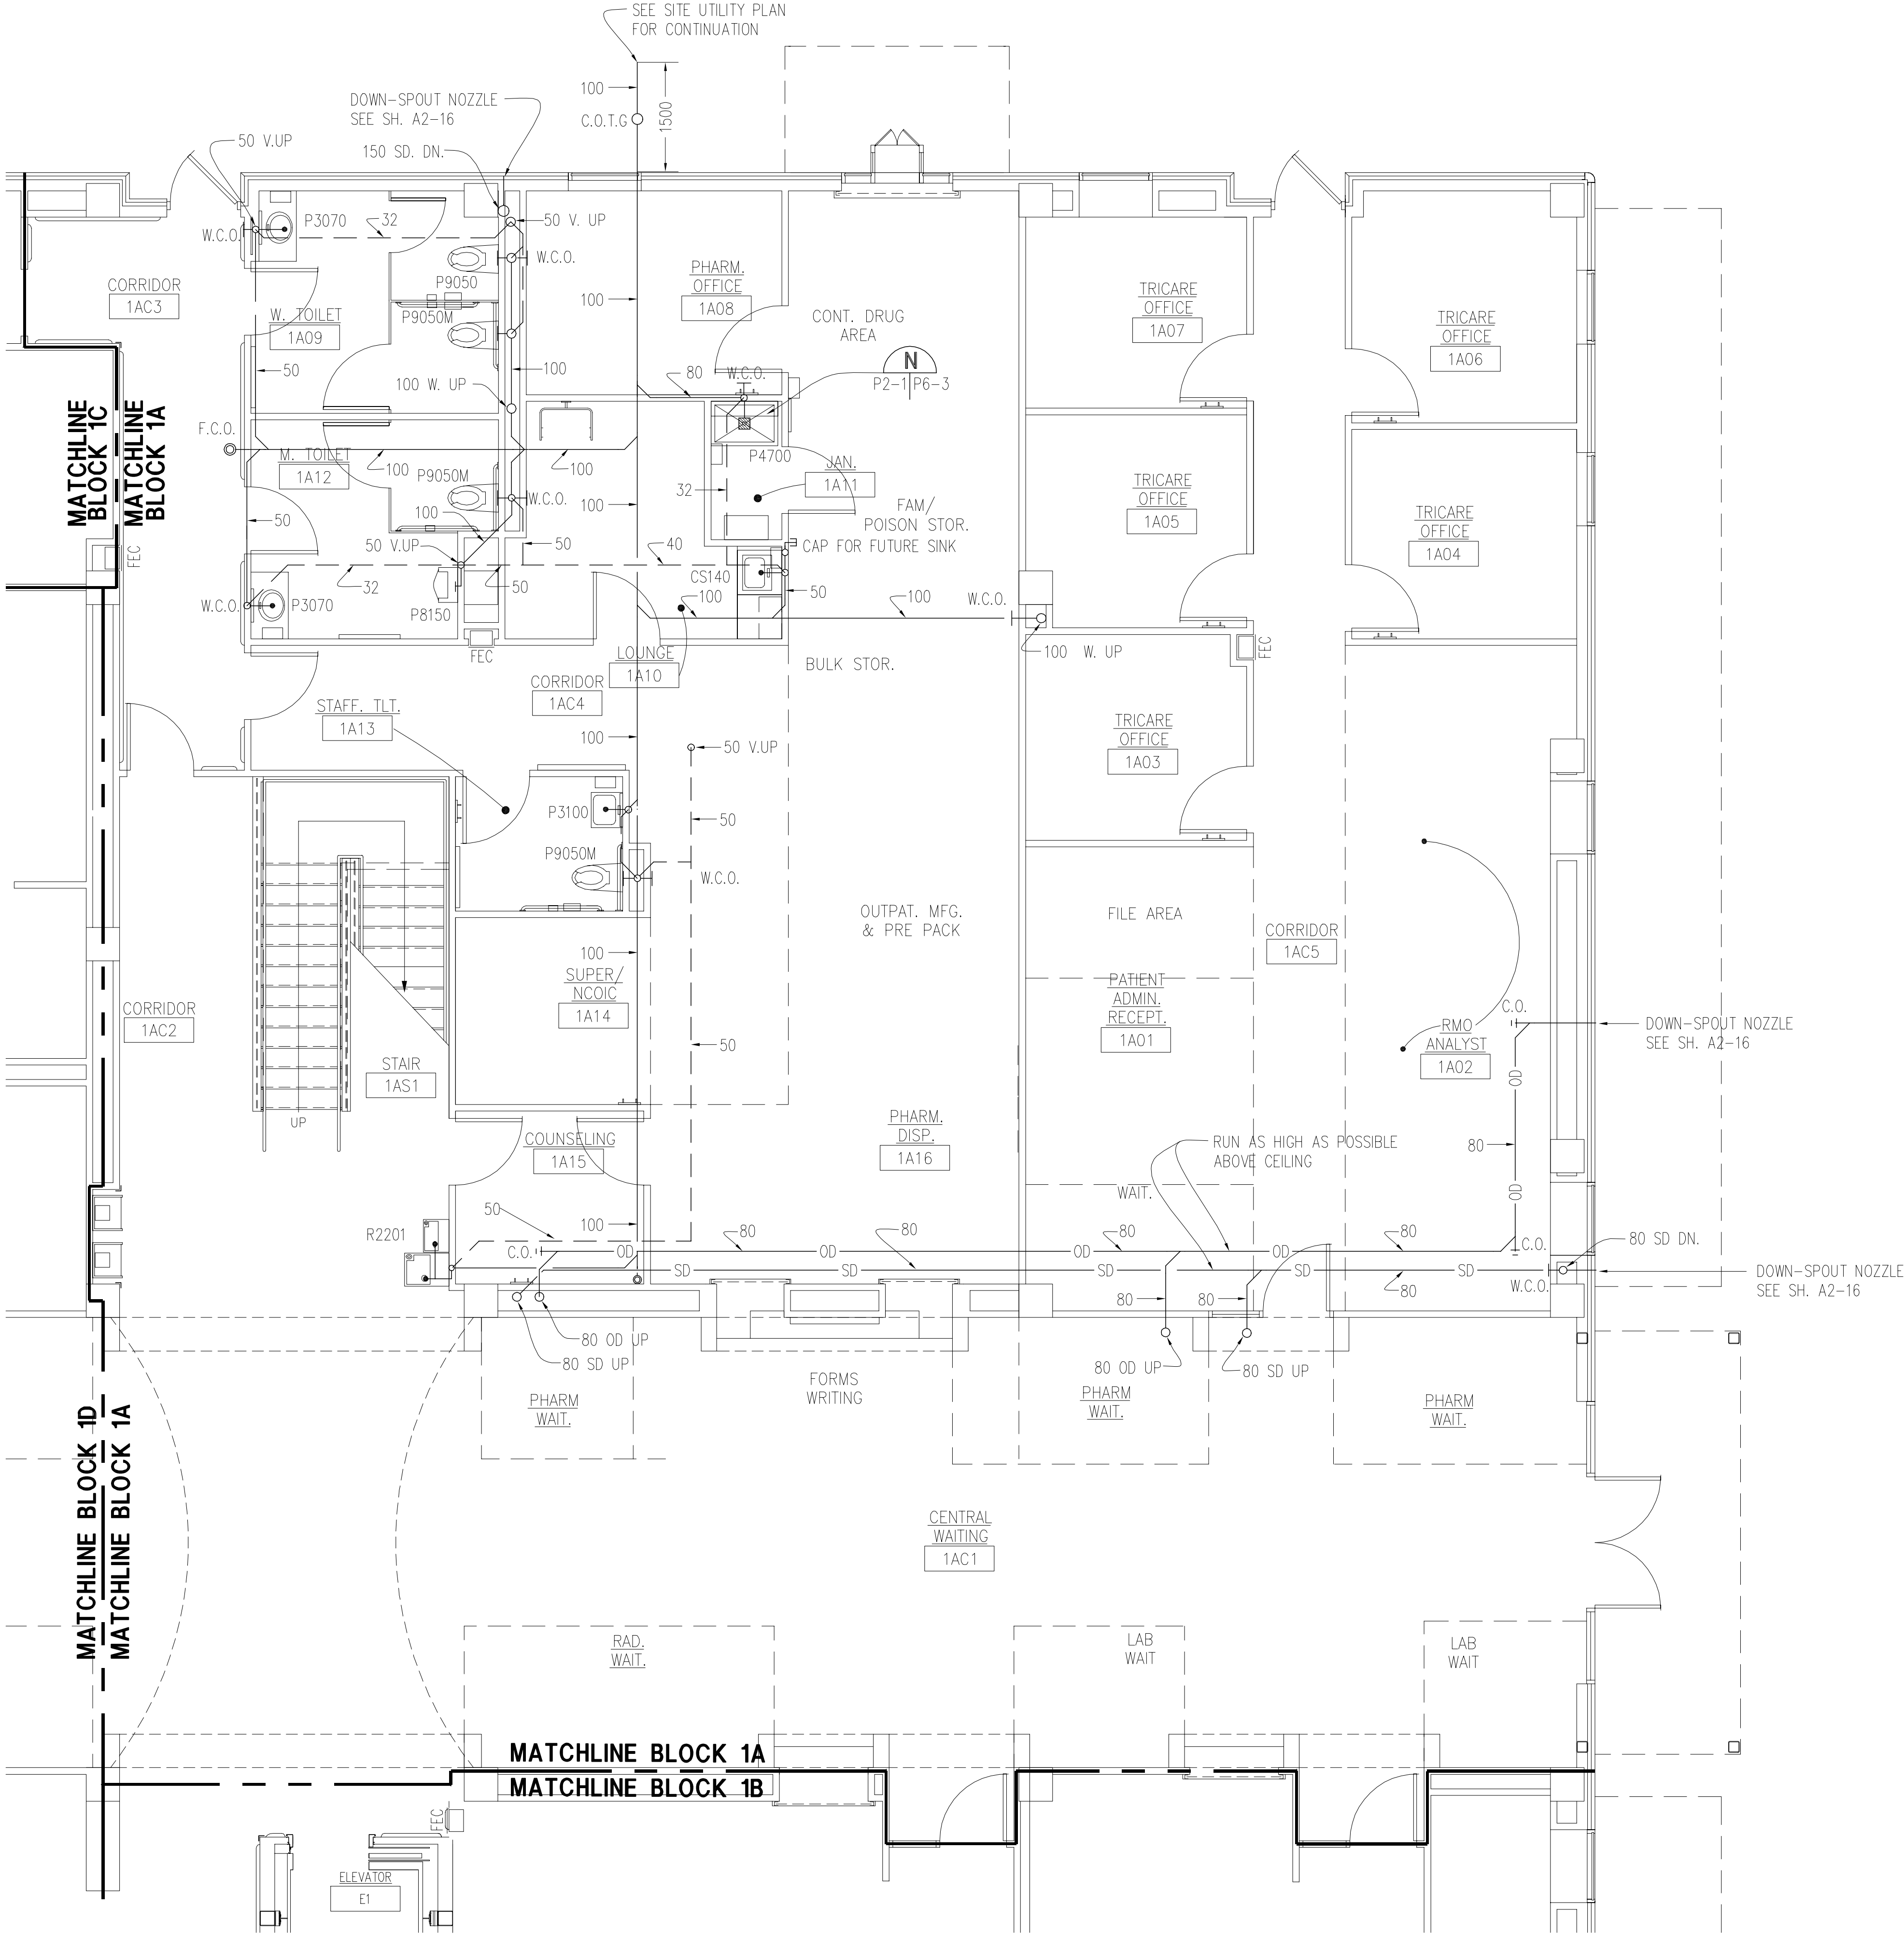 SEE SITE UTILITY PLAN
FOR CONTINUATION
100
1500
C.O.T.G
DOWN-SPOUT NOZZLE
SEE SH. A2-16
50 V.UP
150 SD. DN.
P3070
32
50 V. UP
W.C.O.
W.C.O.
P9050
CORRIDOR
1AC3
100
PHARM.
OFFICE
1A08
TRICARE
OFFICE
1A07
TRICARE
OFFICE
1A06
W. TOILET
1A09
P9050M
CONT. DRUG
AREA
N
P2-1
P6-3
50
100
80
W.C.O.
100 W. UP
MATCHLINE
BLOCK 1C
MATCHLINE
BLOCK 1A
F.C.O.
M. TOILET
1A12
100
P9050M
100
P4700
JAN.
1A11
TRICARE
OFFICE
1A05
TRICARE
OFFICE
1A04
32
W.C.O.
100
100
FAM/
POISON STOR.
CAP FOR FUTURE SINK
50
FEC
50 V.UP
50
40
CS140
32
P8150
50
50
100
100
W.C.O.
W.C.O.
P3070
FEC
LOUNGE
1A10
100 W. UP
FEC
BULK STOR.
CORRIDOR
1AC4
STAFF. TLT.
1A13
100
50 V.UP
TRICARE
OFFICE
1A03
P3100
50
P9050M
W.C.O.
OUTPAT. MFG.
& PRE PACK
FILE AREA
CORRIDOR
1AC5
100
SUPER/
NCOIC
1A14
PATIENT
ADMIN.
RECEPT.
1A01
CORRIDOR
1AC2
C.O.
RMO
ANALYST
1A02
DOWN-SPOUT NOZZLE
SEE SH. A2-16
50
STAIR
1AS1
OD
UP
PHARM.
DISP.
1A16
COUNSELING
1A15
RUN AS HIGH AS POSSIBLE
ABOVE CEILING
80
WAIT.
OD
50
100
R2201
80
80
80
80
C.O.
OD
OD
OD
OD
C.O.
80 SD DN.
SD
SD
SD
SD
SD
80
W.C.O.
DOWN-SPOUT NOZZLE
SEE SH. A2-16
80
80
80 OD UP
80 SD UP
80 OD UP
80 SD UP
PHARM
WAIT.
FORMS
WRITING
PHARM
WAIT.
PHARM
WAIT.
MATCHLINE BLOCK 1D
MATCHLINE BLOCK 1A
CENTRAL
WAITING
1AC1
RAD.
WAIT.
LAB
WAIT
LAB
WAIT
MATCHLINE BLOCK 1A
MATCHLINE BLOCK 1B
FEC
ELEVATOR
E1